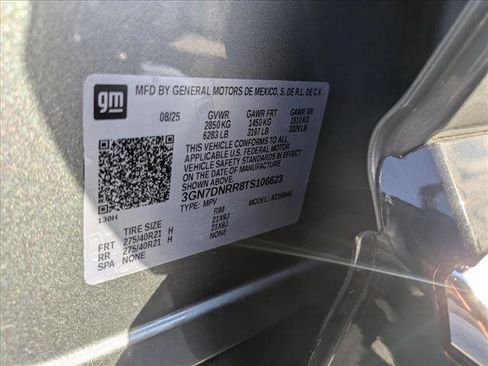 gm
MFD BY GENERAL MOTORS DE MEXICO, S. DE R.L. DE C.V.
08/25 GVWR GAWR FRT GAWR RR
2850 KG 1450 KG 1510 KG
6283 LB 3197 LB 3329 LB
THIS VEHICLE CONFORMS TO ALL
APPLICABLE U.S. FEDERAL MOTOR
VEHICLE SAFETY STANDARDS IN
EFFECT ON THE DATE OF
MANUFACTURE SHOWN ABOVE.
3GN7DNRR8TS106623
TYPE: MPV
130H
TIRE SIZE RIM
FRT 275/40R21 H 21X9J
RR 275/40R21 H 21X9J
SPA NONE NONE